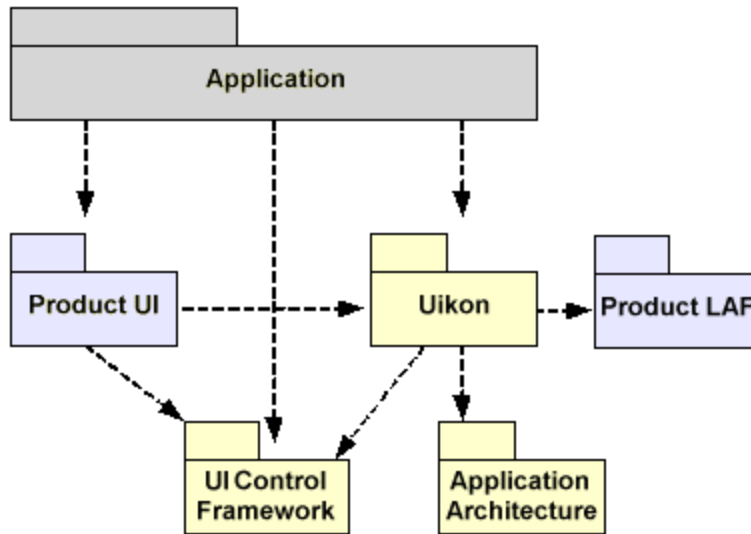 Application
Product UI
Uikon
Product LAF
UI Control
Framework
Application
Architecture